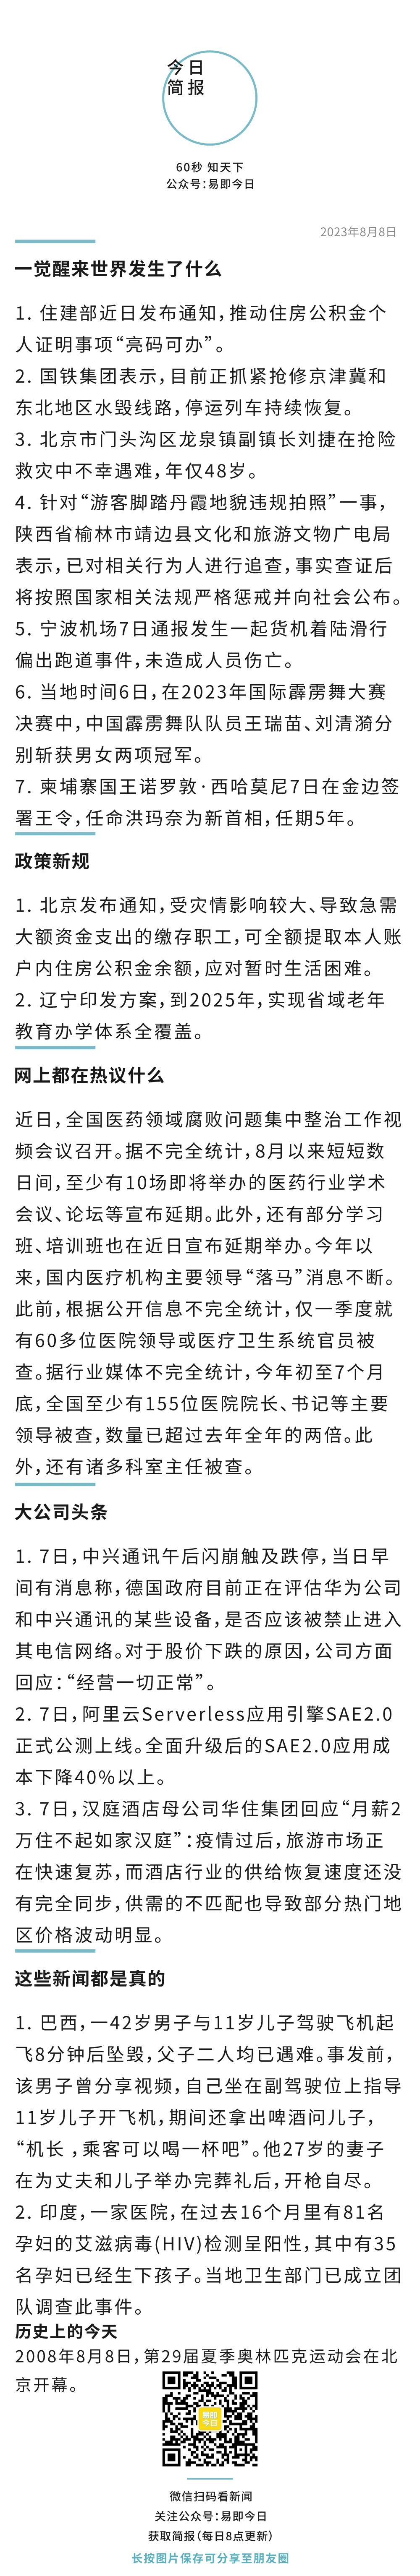 今日
简报
60秒 知天下
公众号：易即今日
2023年8月8日
一觉醒来世界发生了什么
1. 住建部近日发布通知，推动住房公积金个
人证明事项“亮码可办”。
2. 国铁集团表示，目前正抓紧抢修京津冀和
东北地区水毁线路，停运列车持续恢复。
3. 北京市门头沟区龙泉镇副镇长刘捷在抢险
救灾中不幸遇难，年仅48岁。
4. 针对“游客脚踏丹霞地貌违规拍照”一事，
陕西省榆林市靖边县文化和旅游文物广电局
表示，已对相关行为人进行追查，事实查证后
将按照国家相关法规严格惩戒并向社会公布。
5. 宁波机场7日通报发生一起货机着陆滑行
偏出跑道事件，未造成人员伤亡。
6. 当地时间6日，在2023年国际霹雳舞大赛
决赛中，中国霹雳舞队队员王瑞苗、刘清漪分
别斩获男女两项冠军。
7. 柬埔寨国王诺罗敦·西哈莫尼7日在金边签
署王令，任命洪玛奈为新首相，任期5年。
政策新规
1. 北京发布通知，受灾情影响较大、导致急需
大额资金支出的缴存职工，可全额提取本人账
户内住房公积金余额，应对暂时生活困难。
2. 辽宁印发方案，到2025年，实现省域老年
教育办学体系全覆盖。
网上都在热议什么
近日，全国医药领域腐败问题集中整治工作视
频会议召开。据不完全统计，8月以来短短数
日间，至少有10场即将举办的医药行业学术
会议、论坛等宣布延期。此外，还有部分学习
班、培训班也在近日宣布延期举办。今年以
来，国内医疗机构主要领导“落马”消息不断。
此前，根据公开信息不完全统计，仅一季度就
有60多位医院领导或医疗卫生系统官员被
查。据行业媒体不完全统计，今年初至7个月
底，全国至少有155位医院院长、书记等主要
领导被查，数量已超过去年全年的两倍。此
外，还有诸多科室主任被查。
大公司头条
1. 7日，中兴通讯午后闪崩触及跌停，当日早
间有消息称，德国政府目前正在评估华为公司
和中兴通讯的某些设备，是否应该被禁止进入
其电信网络。对于股价下跌的原因，公司方面
回应：“经营一切正常”。
2. 7日，阿里云Serverless应用引擎SAE2.0
正式公测上线。全面升级后的SAE2.0应用成
本下降40%以上。
3. 7日，汉庭酒店母公司华住集团回应“月薪2
万住不起如家汉庭”：疫情过后，旅游市场正
在快速复苏，而酒店行业的供给恢复速度还没
有完全同步，供需的不匹配也导致部分热门地
区价格波动明显。
这些新闻都是真的
1. 巴西，一42岁男子与11岁儿子驾驶飞机起
飞8分钟后坠毁，父子二人均已遇难。事发前，
该男子曾分享视频，自己坐在副驾驶位上指导
11岁儿子开飞机，期间还拿出啤酒问儿子，
“机长 ，乘客可以喝一杯吧”。他27岁的妻子
在为丈夫和儿子举办完葬礼后，开枪自尽。
2. 印度，一家医院，在过去16个月里有81名
孕妇的艾滋病毒(HIV)检测呈阳性，其中有35
名孕妇已经生下孩子。当地卫生部门已成立团
队调查此事件。
历史上的今天
2008年8月8日，第29届夏季奥林匹克运动会在北
京开幕。
易即
今日
微信扫码看新闻
关注公众号：易即今日
获取简报（每日8点更新）
长按图片保存可分享至朋友圈